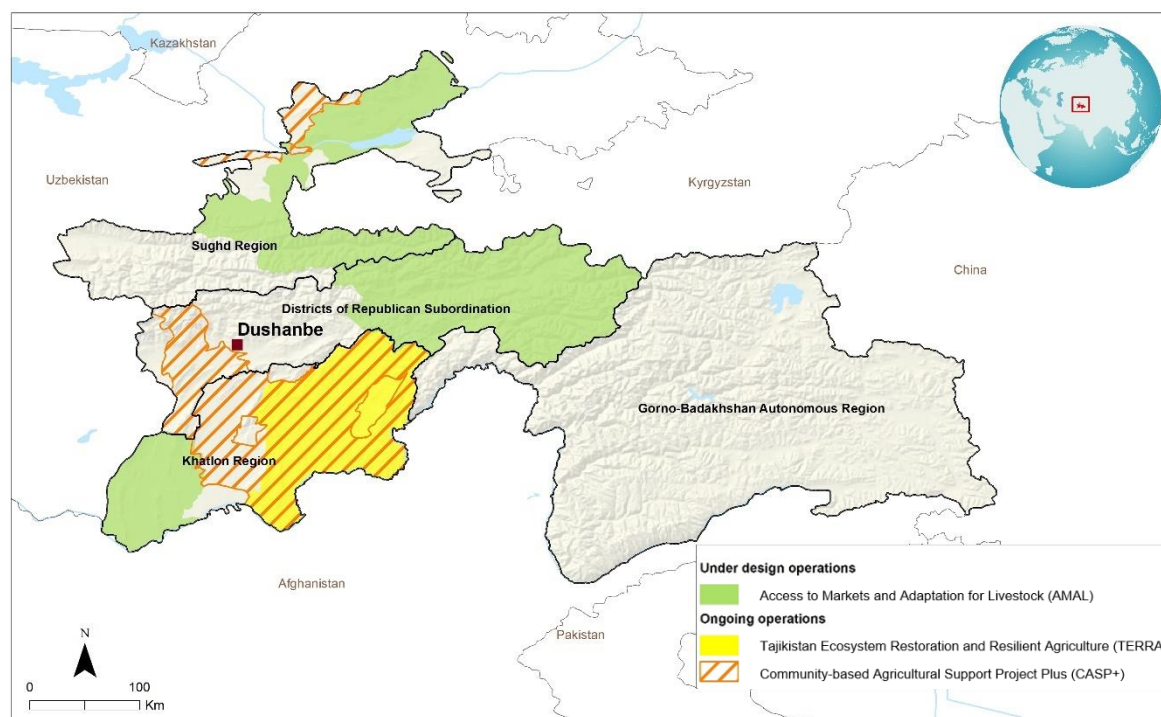 Kazakhstan
Uzbekistan
Kyrgyzstan
Sughd Region
China
Districts of Republican Subordination
Dushanbe
Gorno-Badakhshan Autonomous Region
Khatlon Region
Afghanistan
Pakistan
N
0 100
Km
Under design operations
Access to Markets and Adaptation for Livestock (AMAL)
Ongoing operations
Tajikistan Ecosystem Restoration and Resilient Agriculture (TERRA
Community-based Agricultural Support Project Plus (CASP+)